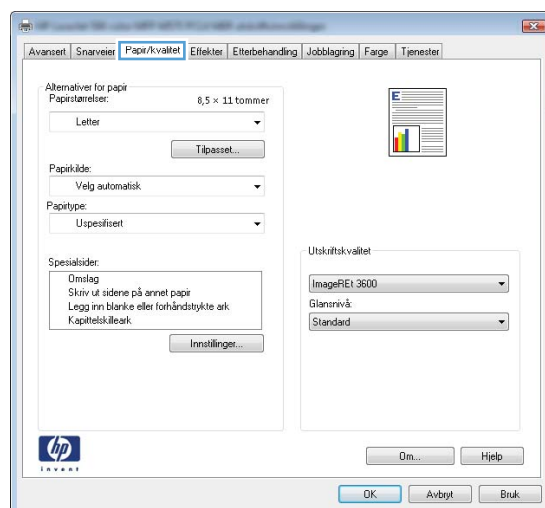 Avansert Snarveier Papir/kvalitet Effekter Etterbehandling Jobblagring Farge Tjenester
Alternativer for papir
Papirstørrelser: 8,5 × 11 tommer
Letter
Tilpasset...
Papirkilde:
Velg automatisk
Papirtype:
Uspesifisert
Spesialsider:
Omslag
Skriv ut sidene på annet papir
Legg inn blanke eller forhåndstrykte ark
Kapittelskilleark
Innstillinger...
E
Utskriftskvalitet
ImageREt 3600
Glansnivå:
Standard
hp
invent
Om... Hjelp
OK Avbryt Bruk